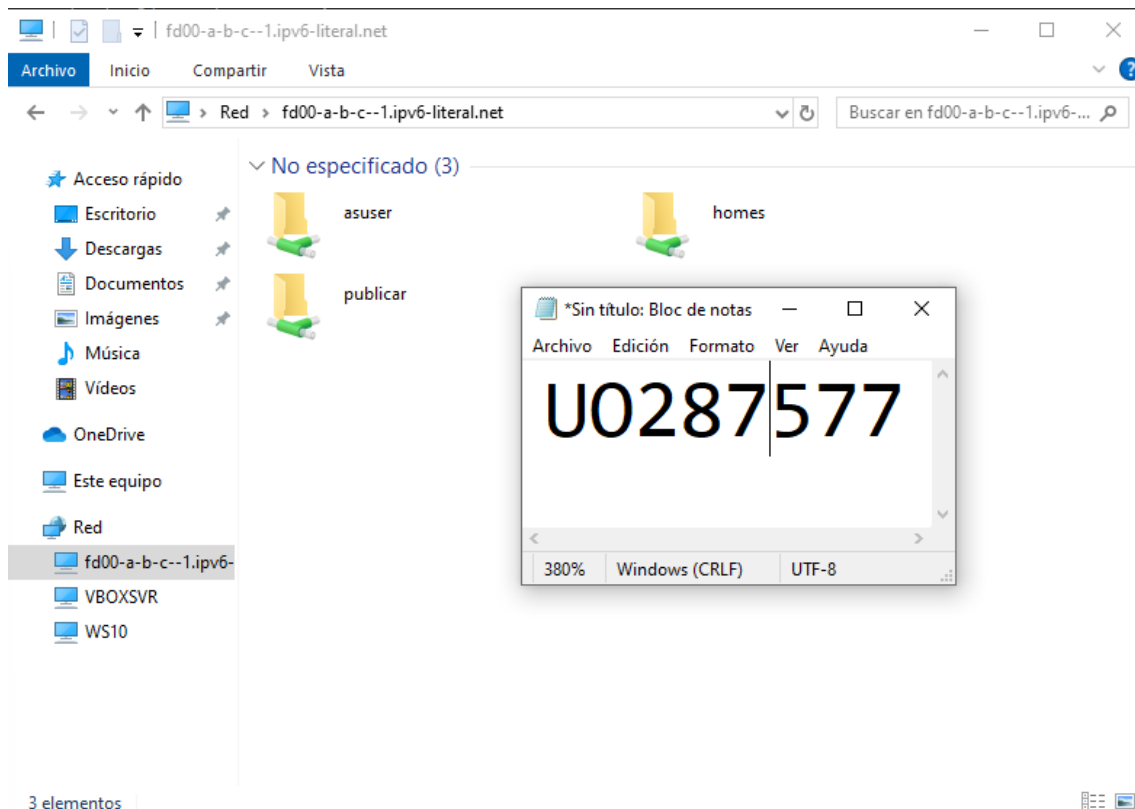 fd00-a-b-c--1.ipv6-literal.net
Archivo Inicio Compartir Vista
Red > fd00-a-b-c--1.ipv6-literal.net
Buscar en fd00-a-b-c--1.ipv6-...
Acceso rápido
Escritorio
Descargas
Documentos
Imágenes
Música
Vídeos
OneDrive
Este equipo
Red
fd00-a-b-c--1.ipv6-
VBOXSVR
WS10
No especificado (3)
asuser homes
publicar
*Sin título: Bloc de notas
Archivo Edición Formato Ver Ayuda
UO287577
380% Windows (CRLF) UTF-8
3 elementos